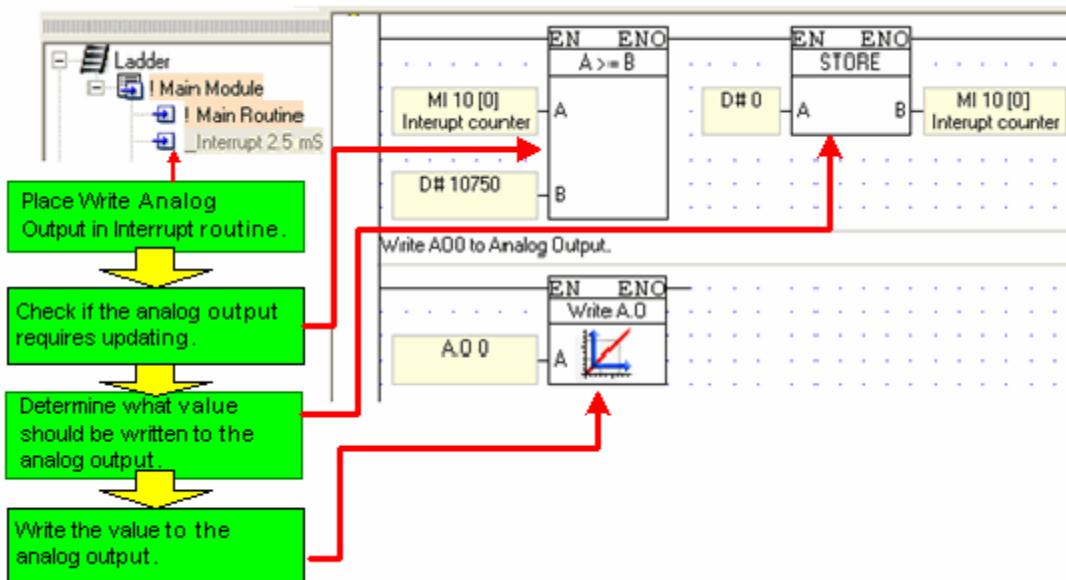 Ladder
! Main Module
! Main Routine
_Interrupt 2.5 mS
Place Write Analog
Output in Interrupt routine.
Check if the analog output
requires updating.
Determine what value
should be written to the
analog output.
Write the value to the
analog output.
EN ENO
A >= B
MI 10 [0]
Interupt counter
A
D# 10750
B
EN ENO
STORE
D# 0
A
B
MI 10 [0]
Interupt counter
Write AO0 to Analog Output.
EN ENO
Write A.O
A.O 0
A